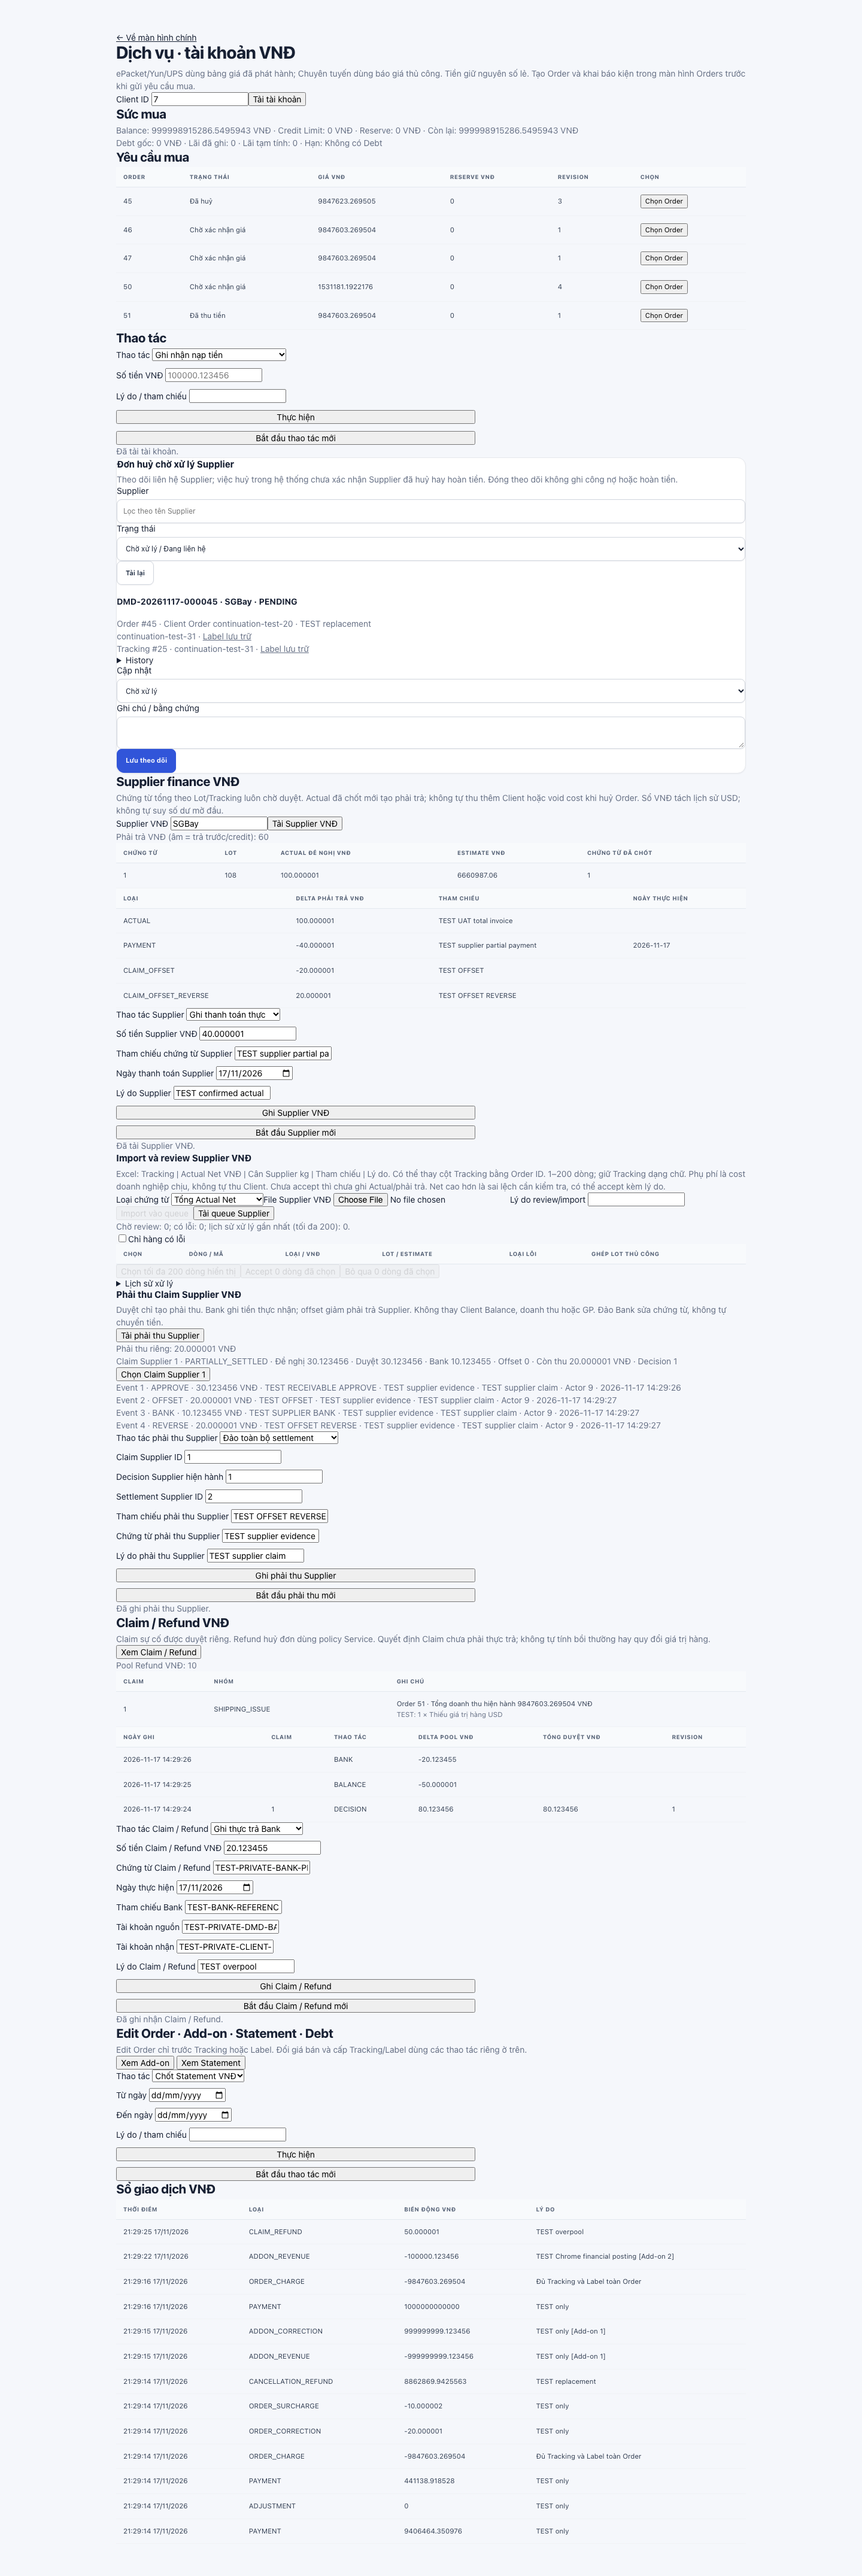 ← Về màn hình chính
Dịch vụ · tài khoản VNĐ
ePacket/Yun/UPS dùng bảng giá đã phát hành; Chuyên tuyến dùng báo giá thủ công. Tiền giữ nguyên số lẻ. Tạo Order và khai báo kiện trong màn hình Orders trước
khi gửi yêu cầu mua.
Client ID 7 Tải tài khoản
Sức mua
Balance: 999998915286.5495943 VNĐ · Credit Limit: 0 VNĐ · Reserve: 0 VNĐ · Còn lại: 999998915286.5495943 VNĐ
Debt gốc: 0 VNĐ · Lãi đã ghi: 0 · Lãi tạm tính: 0 · Hạn: Không có Debt
Yêu cầu mua
ORDER TRẠNG THÁI GIÁ VNĐ RESERVE VNĐ REVISION CHỌN
45 Đã huỷ 9847623.269505 0 3 Chọn Order
46 Chờ xác nhận giá 9847603.269504 0 1 Chọn Order
47 Chờ xác nhận giá 9847603.269504 0 1 Chọn Order
50 Chờ xác nhận giá 1531181.1922176 0 4 Chọn Order
51 Đã thu tiền 9847603.269504 0 1 Chọn Order
Thao tác
Thao tác Ghi nhận nạp tiền
Số tiền VNĐ 100000.123456
Lý do / tham chiếu
Thực hiện
Bắt đầu thao tác mới
Đã tải tài khoản.
Đơn huỷ chờ xử lý Supplier
Theo dõi liên hệ Supplier; việc huỷ trong hệ thống chưa xác nhận Supplier đã huỷ hay hoàn tiền. Đóng theo dõi không ghi công nợ hoặc hoàn tiền.
Supplier
Lọc theo tên Supplier
Trạng thái
Chờ xử lý / Đang liên hệ
Tải lại
DMD-20261117-000045 · SGBay · PENDING
Order #45 · Client Order continuation-test-20 · TEST replacement
continuation-test-31 · Label lưu trữ
Tracking #25 · continuation-test-31 · Label lưu trữ
▶ History
Cập nhật
Chờ xử lý
Ghi chú / bằng chứng
Lưu theo dõi
Supplier finance VNĐ
Chứng từ tổng theo Lot/Tracking luôn chờ duyệt. Actual đã chốt mới tạo phải trả; không tự thu thêm Client hoặc void cost khi huỷ Order. Số VNĐ tách lịch sử USD;
không tự suy số dư mở đầu.
Supplier VNĐ SGBay Tải Supplier VNĐ
Phải trả VNĐ (âm = trả trước/credit): 60
CHỨNG TỪ LOT ACTUAL ĐỀ NGHỊ VNĐ ESTIMATE VNĐ CHỨNG TỪ ĐÃ CHỐT
1 108 100.000001 6660987.06 1
LOẠI DELTA PHẢI TRẢ VNĐ THAM CHIẾU NGÀY THỰC HIỆN
ACTUAL 100.000001 TEST UAT total invoice
PAYMENT -40.000001 TEST supplier partial payment 2026-11-17
CLAIM_OFFSET -20.000001 TEST OFFSET
CLAIM_OFFSET_REVERSE 20.000001 TEST OFFSET REVERSE
Thao tác Supplier Ghi thanh toán thực
Số tiền Supplier VNĐ 40.000001
Tham chiếu chứng từ Supplier TEST supplier partial pa
Ngày thanh toán Supplier 17/11/2026
Lý do Supplier TEST confirmed actual
Ghi Supplier VNĐ
Bắt đầu Supplier mới
Đã tải Supplier VNĐ.
Import và review Supplier VNĐ
Excel: Tracking | Actual Net VNĐ | Cân Supplier kg | Tham chiếu | Lý do. Có thể thay cột Tracking bằng Order ID. 1–200 dòng; giữ Tracking dạng chữ. Phụ phí là cost
doanh nghiệp chịu, không tự thu Client. Chưa accept thì chưa ghi Actual/phải trả. Net cao hơn là sai lệch cần kiểm tra, có thể accept kèm lý do.
Loại chứng từ Tổng Actual Net File Supplier VNĐ Choose File No file chosen Lý do review/import
Import vào queue Tải queue Supplier
Chờ review: 0; có lỗi: 0; lịch sử xử lý gần nhất (tối đa 200): 0.
Chỉ hàng có lỗi
CHỌN DÒNG / MÃ LOẠI / VNĐ LOT / ESTIMATE LOẠI LỖI GHÉP LOT THỦ CÔNG
Chọn tối đa 200 dòng hiển thị Accept 0 dòng đã chọn Bỏ qua 0 dòng đã chọn
▶ Lịch sử xử lý
Phải thu Claim Supplier VNĐ
Duyệt chỉ tạo phải thu. Bank ghi tiền thực nhận; offset giảm phải trả Supplier. Không thay Client Balance, doanh thu hoặc GP. Đảo Bank sửa chứng từ, không tự
chuyển tiền.
Tải phải thu Supplier
Phải thu riêng: 20.000001 VNĐ
Claim Supplier 1 · PARTIALLY_SETTLED · Đề nghị 30.123456 · Duyệt 30.123456 · Bank 10.123455 · Offset 0 · Còn thu 20.000001 VNĐ · Decision 1
Chọn Claim Supplier 1
Event 1 · APPROVE · 30.123456 VNĐ · TEST RECEIVABLE APPROVE · TEST supplier evidence · TEST supplier claim · Actor 9 · 2026-11-17 14:29:26
Event 2 · OFFSET · 20.000001 VNĐ · TEST OFFSET · TEST supplier evidence · TEST supplier claim · Actor 9 · 2026-11-17 14:29:27
Event 3 · BANK · 10.123455 VNĐ · TEST SUPPLIER BANK · TEST supplier evidence · TEST supplier claim · Actor 9 · 2026-11-17 14:29:27
Event 4 · REVERSE · 20.000001 VNĐ · TEST OFFSET REVERSE · TEST supplier evidence · TEST supplier claim · Actor 9 · 2026-11-17 14:29:27
Thao tác phải thu Supplier Đảo toàn bộ settlement
Claim Supplier ID 1
Decision Supplier hiện hành 1
Settlement Supplier ID 2
Tham chiếu phải thu Supplier TEST OFFSET REVERSE
Chứng từ phải thu Supplier TEST supplier evidence
Lý do phải thu Supplier TEST supplier claim
Ghi phải thu Supplier
Bắt đầu phải thu mới
Đã ghi phải thu Supplier.
Claim / Refund VNĐ
Claim sự cố được duyệt riêng. Refund huỷ đơn dùng policy Service. Quyết định Claim chưa phải thực trả; không tự tính bồi thường hay quy đổi giá trị hàng.
Xem Claim / Refund
Pool Refund VNĐ: 10
CLAIM NHÓM GHI CHÚ
1 SHIPPING_ISSUE Order 51 · Tổng doanh thu hiện hành 9847603.269504 VNĐ
TEST: 1 × Thiếu giá trị hàng USD
NGÀY GHI CLAIM THAO TÁC DELTA POOL VNĐ TỔNG DUYỆT VNĐ REVISION
2026-11-17 14:29:26 BANK -20.123455
2026-11-17 14:29:25 BALANCE -50.000001
2026-11-17 14:29:24 1 DECISION 80.123456 80.123456 1
Thao tác Claim / Refund Ghi thực trả Bank
Số tiền Claim / Refund VNĐ 20.123455
Chứng từ Claim / Refund TEST-PRIVATE-BANK-P
Ngày thực hiện 17/11/2026
Tham chiếu Bank TEST-BANK-REFERENC
Tài khoản nguồn TEST-PRIVATE-DMD-BA
Tài khoản nhận TEST-PRIVATE-CLIENT-
Lý do Claim / Refund TEST overpool
Ghi Claim / Refund
Bắt đầu Claim / Refund mới
Đã ghi nhận Claim / Refund.
Edit Order · Add-on · Statement · Debt
Edit Order chỉ trước Tracking hoặc Label. Đổi giá bán và cấp Tracking/Label dùng các thao tác riêng ở trên.
Xem Add-on Xem Statement
Thao tác Chốt Statement VNĐ
Từ ngày dd/mm/yyyy
Đến ngày dd/mm/yyyy
Lý do / tham chiếu
Thực hiện
Bắt đầu thao tác mới
Sổ giao dịch VNĐ
THỜI ĐIỂM LOẠI BIẾN ĐỘNG VNĐ LÝ DO
21:29:25 17/11/2026 CLAIM_REFUND 50.000001 TEST overpool
21:29:22 17/11/2026 ADDON_REVENUE -100000.123456 TEST Chrome financial posting [Add-on 2]
21:29:16 17/11/2026 ORDER_CHARGE -9847603.269504 Đủ Tracking và Label toàn Order
21:29:16 17/11/2026 PAYMENT 1000000000000 TEST only
21:29:15 17/11/2026 ADDON_CORRECTION 999999999.123456 TEST only [Add-on 1]
21:29:15 17/11/2026 ADDON_REVENUE -999999999.123456 TEST only [Add-on 1]
21:29:14 17/11/2026 CANCELLATION_REFUND 8862869.9425563 TEST replacement
21:29:14 17/11/2026 ORDER_SURCHARGE -10.000002 TEST only
21:29:14 17/11/2026 ORDER_CORRECTION -20.000001 TEST only
21:29:14 17/11/2026 ORDER_CHARGE -9847603.269504 Đủ Tracking và Label toàn Order
21:29:14 17/11/2026 PAYMENT 441138.918528 TEST only
21:29:14 17/11/2026 ADJUSTMENT 0 TEST only
21:29:14 17/11/2026 PAYMENT 9406464.350976 TEST only